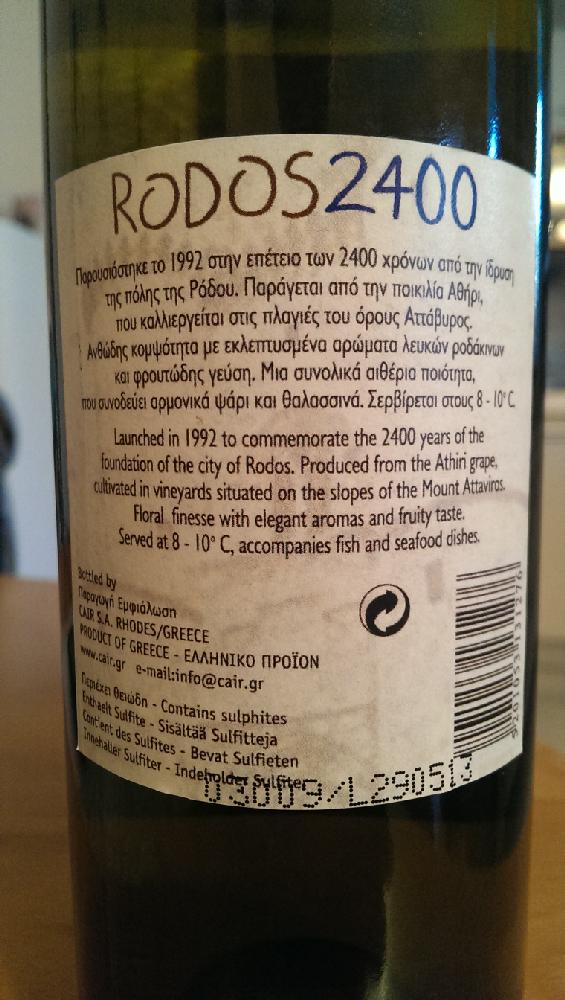 RODOS2400
Παρουσιάστηκε το 1992 στην επέτειο των 2400 χρόνων από την ίδρυση
της πόλης της Ρόδου. Παράγεται από την ποικιλία Αθήρι,
που καλλιεργείται στις πλαγιές του όρους Αττάβυρος.
Ανθώδης κομψότητα με εκλεπτυσμένα αρώματα λευκών ροδάκινων
και φρουτώδης γεύση. Μια συνολικά αιθέρια ποιότητα,
που συνοδεύει αρμονικά ψάρι και θαλασσινά. Σερβίρεται στους 8 - 10° C.
Launched in 1992 to commemorate the 2400 years of the
foundation of the city of Rodos. Produced from the Athiri grape,
cultivated in vineyards situated on the slopes of the Mount Attaviros.
Floral finesse with elegant aromas and fruity taste.
Served at 8 - 10° C, accompanies fish and seafood dishes.
Bottled by
Παραγωγή Εμφιάλωση
CAIR S.A. RHODES/GREECE
PRODUCT OF GREECE - ΕΛΛΗΝΙΚΟ ΠΡΟΪΟΝ
www.cair.gr e-mail:info@cair.gr
Περιέχει Θειώδη - Contains sulphites
Enthaelt Sulfite - Sisältää Sulfitteja
Contient des Sulfites - Bevat Sulfieten
Innehaller Sulfiter - Indeholder Sulfiter
03009/L290513